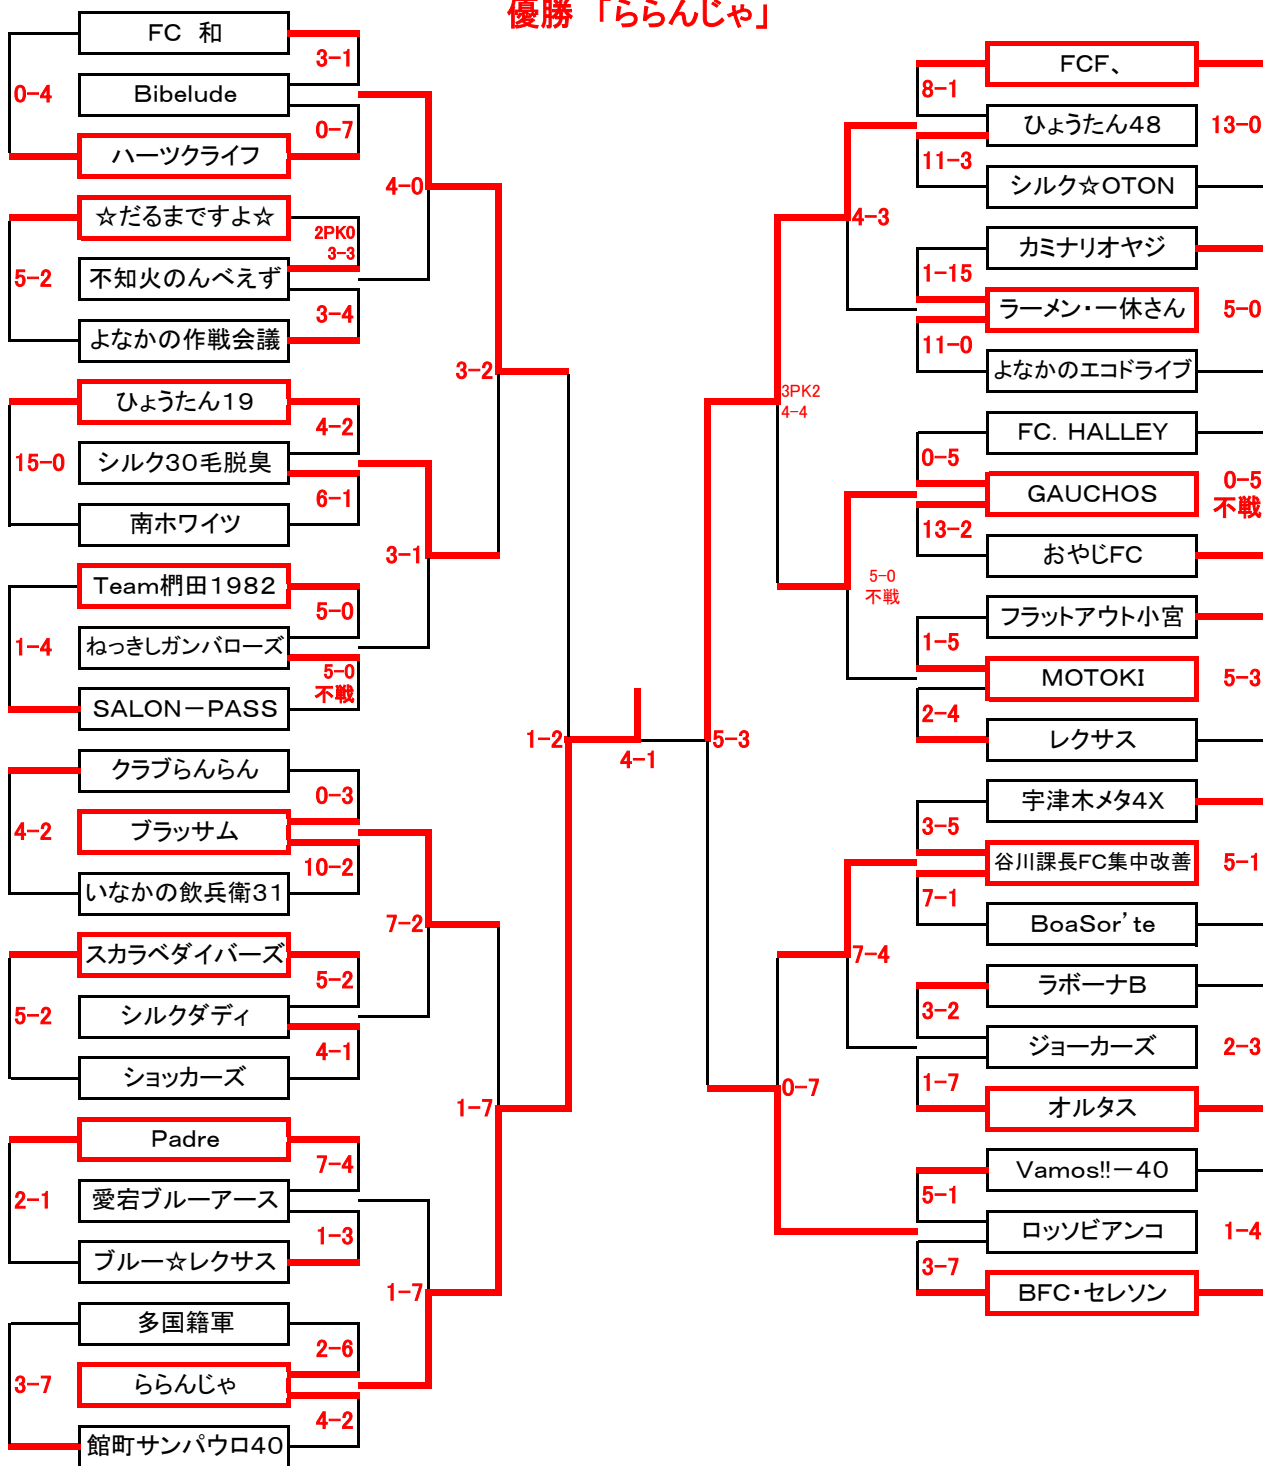 優勝 「ららんじゃ」
FC 和
3-1
0-4
Bibelude
0-7
ハーツクライフ
4-0
☆だるまですよ☆
2PK0
3-3
5-2
不知火のんべえず
3-4
よなかの作戦会議
3-2
ひょうたん19
4-2
15-0
シルク30毛脱臭
6-1
南ホワイツ
3-1
Team椚田1982
5-0
1-4
ねっきしガンバローズ
5-0
不戦
SALON-PASS
1-2
クラブらんらん
0-3
4-2
ブラッサム
10-2
いなかの飲兵衛31
7-2
スカラベダイバーズ
5-2
5-2
シルクダディ
4-1
ショッカーズ
1-7
Padre
7-4
2-1
愛宕ブルーアース
1-3
ブルー☆レクサス
1-7
多国籍軍
2-6
3-7
ららんじゃ
4-2
館町サンパウロ40
4-1
FCF、
8-1
ひょうたん48
13-0
11-3
シルク☆OTON
4-3
カミナリオヤジ
1-15
ラーメン・一休さん
5-0
11-0
よなかのエコドライブ
3PK2
4-4
FC. HALLEY
0-5
GAUCHOS
0-5
不戦
13-2
おやじFC
5-0
不戦
フラットアウト小宮
1-5
MOTOKI
5-3
2-4
レクサス
5-3
宇津木メタ4X
3-5
谷川課長FC集中改善
5-1
7-1
BoaSor'te
7-4
ラボーナB
3-2
ジョーカーズ
2-3
1-7
オルタス
0-7
Vamos!!-40
5-1
ロッソビアンコ
1-4
3-7
BFC・セレソン